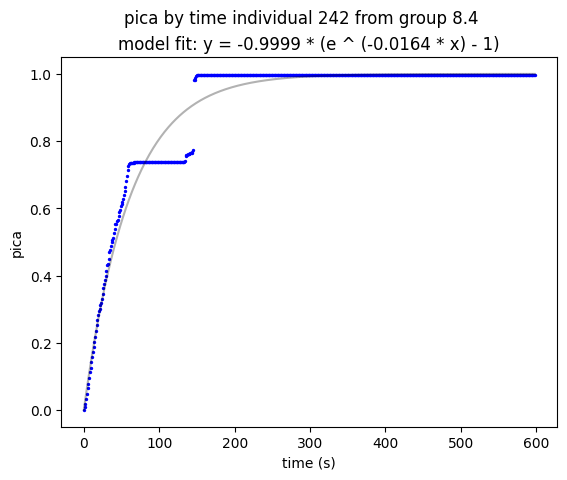 pica by time individual 242 from group 8.4
model fit: y = -0.9999 * (e ^ (-0.0164 * x) - 1)
1.0
0.8
0.6
0.4
0.2
0.0
pica
0 100 200 300 400 500 600
time (s)